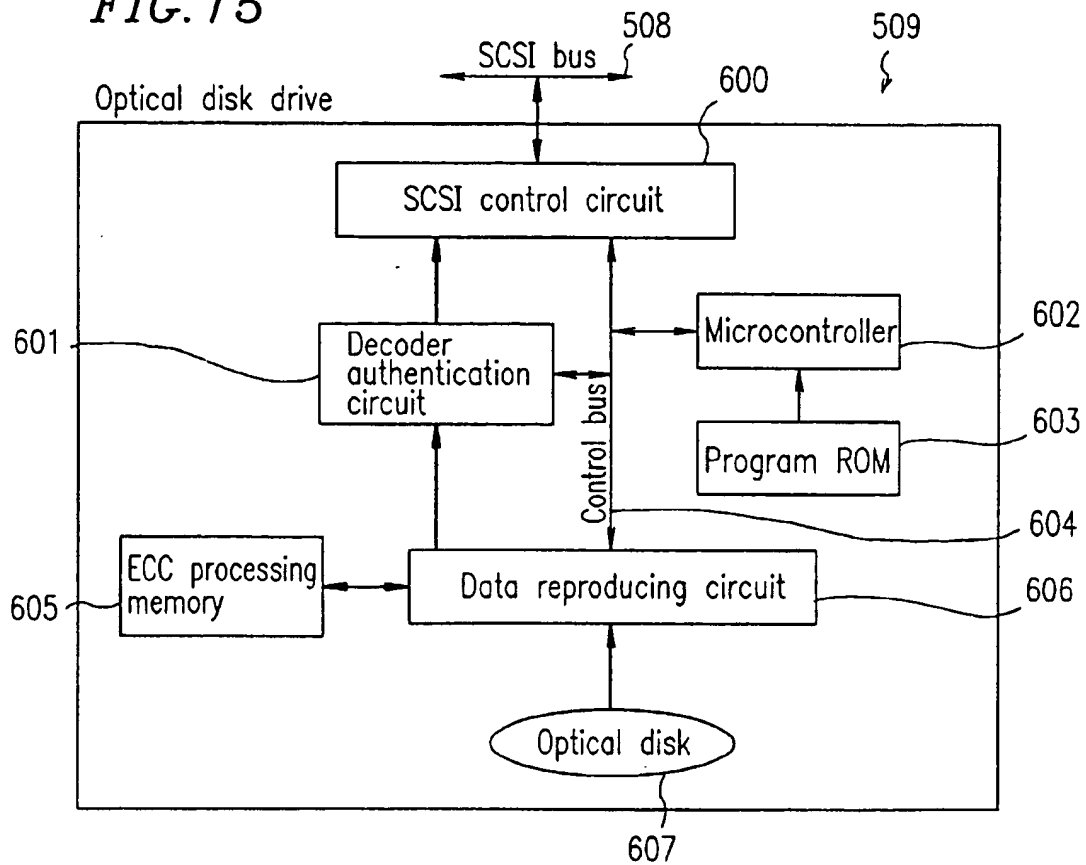 FIG. 15
508
SCSI bus
509
Optical disk drive
600
SCSI control circuit
601
Decoder
authentication
circuit
Microcontroller
602
Control bus
Program ROM
603
604
ECC processing
memory
605
Data reproducing circuit
606
Optical disk
607